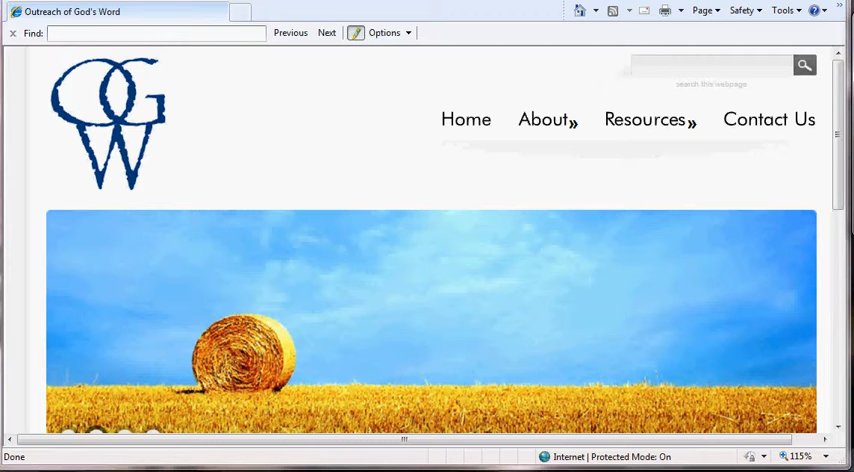 Outreach of God's Word
Page Safety Tools
x Find: Previous Next Options
OGW
search this webpage
Home About» Resources» Contact Us
Done Internet | Protected Mode: On 115%